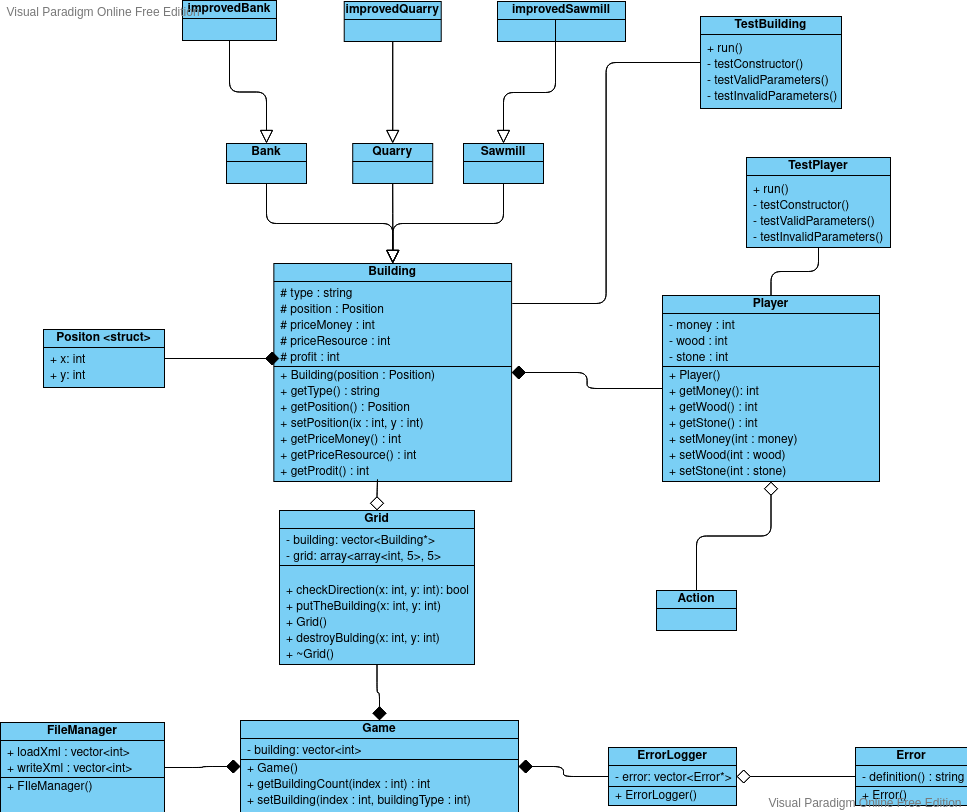 Visual Paradigm Online Free Edition
improvedBank
improvedQuarry
improvedSawmill
TestBuilding
+ run()
- testConstructor()
- testValidParameters()
- testInvalidParameters()
Bank
Quarry
Sawmill
TestPlayer
+ run()
- testConstructor()
- testValidParameters()
- testInvalidParameters()
Building
# type : string
# position : Position
# priceMoney : int
# priceResource : int
# profit : int
+ Building(position : Position)
+ getType() : string
+ getPosition() : Position
+ setPosition(ix : int, y : int)
+ getPriceMoney() : int
+ getPriceResource() : int
+ getProdit() : int
Positon <struct>
+ x: int
+ y: int
Player
- money : int
- wood : int
- stone : int
+ Player()
+ getMoney(): int
+ getWood() : int
+ getStone() : int
+ setMoney(int : money)
+ setWood(int : wood)
+ setStone(int : stone)
Grid
- building: vector<Building*>
- grid: array<array<int, 5>, 5>
+ checkDirection(x: int, y: int): bool
+ putTheBuilding(x: int, y: int)
+ Grid()
+ destroyBulding(x: int, y: int)
+ ~Grid()
Action
FileManager
+ loadXml : vector<int>
+ writeXml : vector<int>
+ FIleManager()
Game
- building: vector<int>
+ Game()
+ getBuildingCount(index : int) : int
+ setBuilding(index : int, buildingType : int)
ErrorLogger
- error: vector<Error*>
+ ErrorLogger()
Error
- definition() : string
+ Error()
Visual Paradigm Online Free Edition